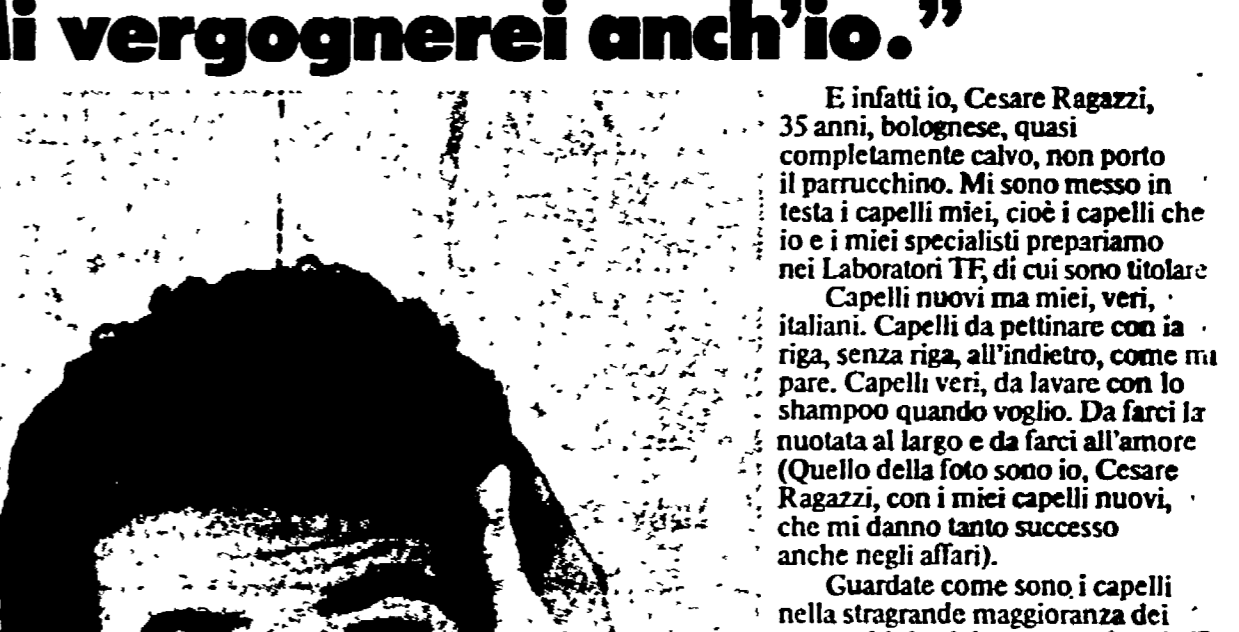 vergognerei anch'io.”
E infatti io, Cesare Ragazzi,
35 anni, bolognese, quasi
completamente calvo, non porto
il parrucchino. Mi sono messo in
testa i capelli miei, cioè i capelli che
io e i miei specialisti prepariamo
nei Laboratori TF, di cui sono titolare
Capelli nuovi ma miei, veri,
italiani. Capelli da pettinare con la
riga, senza riga, all'indietro, come mi
pare. Capelli veri, da lavare con lo
shampoo quando voglio. Da farci la
nuotata al largo e da farci all'amore
(Quello della foto sono io, Cesare
Ragazzi, con i miei capelli nuovi,
che mi danno tanto successo
anche negli affari).
Guardate come sono i capelli
nella stragrande maggioranza dei